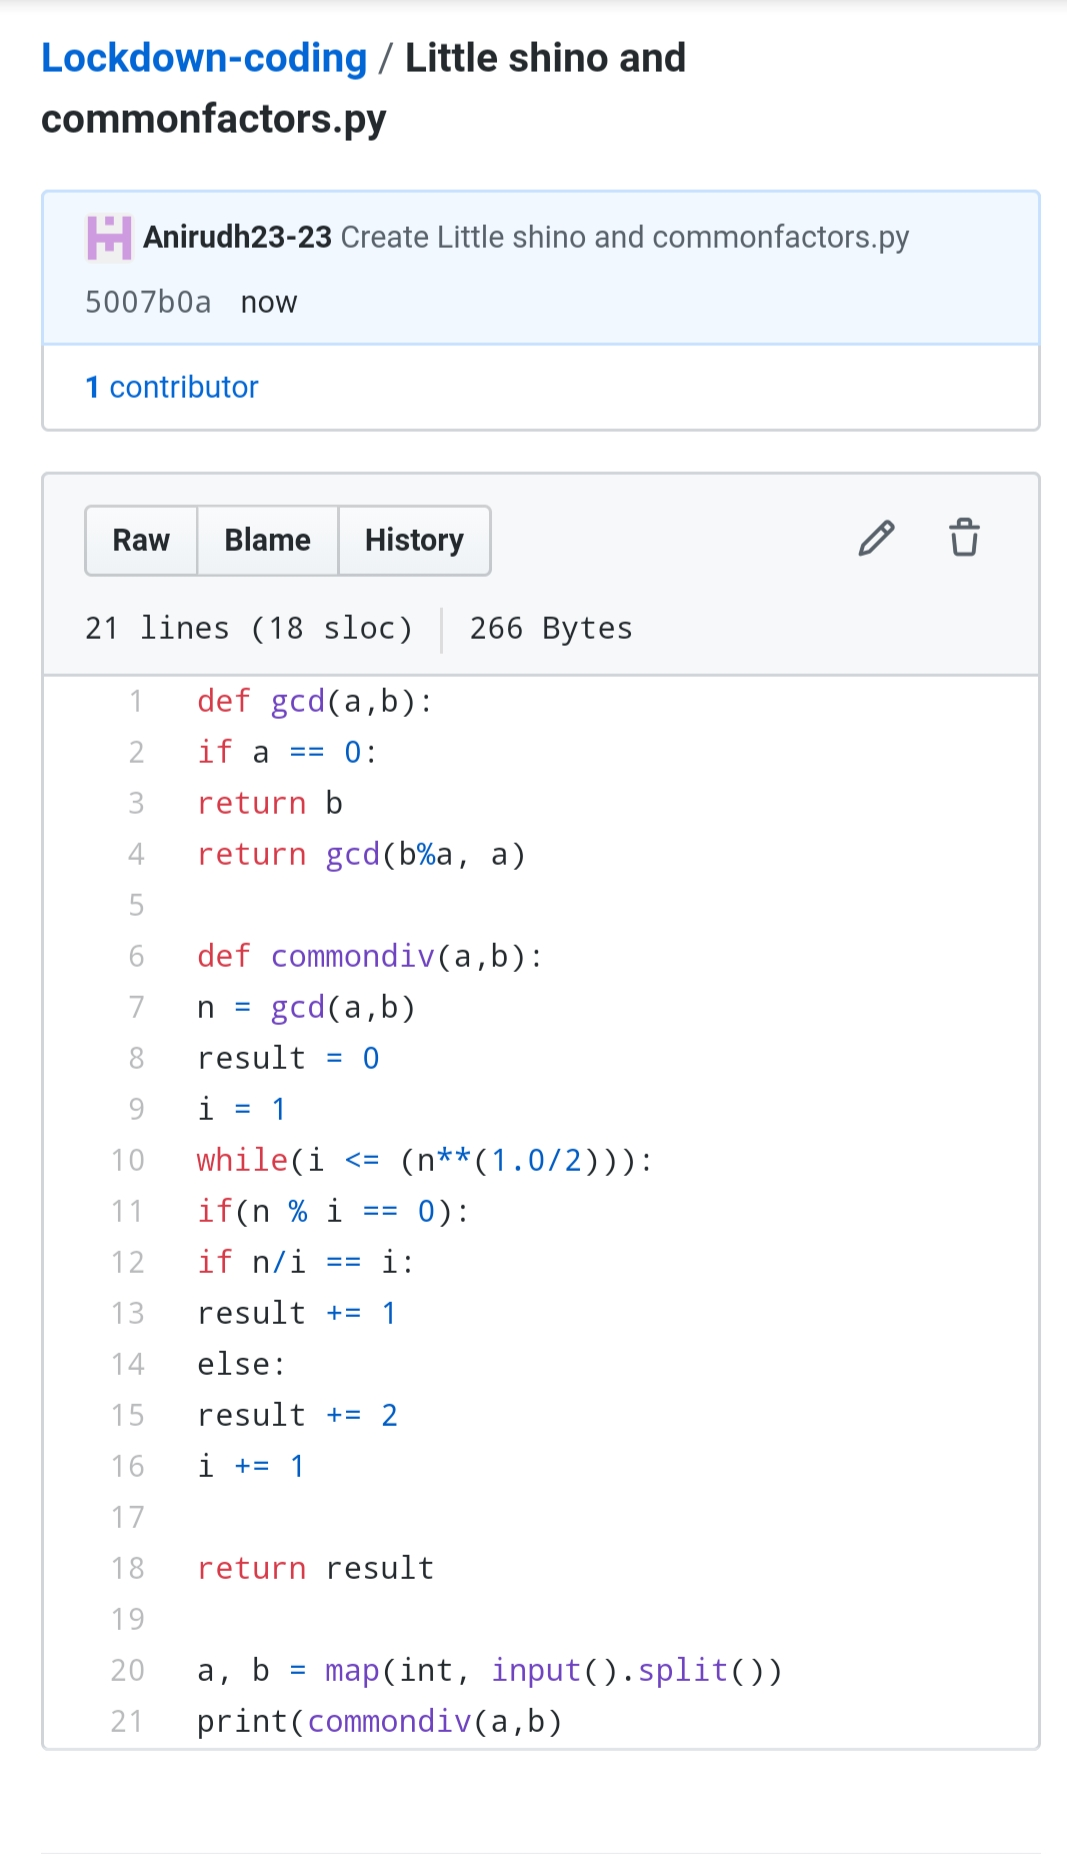 Lockdown-coding / Little shino and
commonfactors.py
Anirudh23-23 Create Little shino and commonfactors.py
5007b0a now
1 contributor
Raw Blame History
21 lines (18 sloc) 266 Bytes
1 def gcd(a,b):
2 if a == 0:
3 return b
4 return gcd(b%a, a)
5
6 def commondiv(a,b):
7 n = gcd(a,b)
8 result = 0
9 i = 1
10 while(i <= (n**(1.0/2))):
11 if(n % i == 0):
12 if n/i == i:
13 result += 1
14 else:
15 result += 2
16 i += 1
17
18 return result
19
20 a, b = map(int, input().split())
21 print(commondiv(a,b)